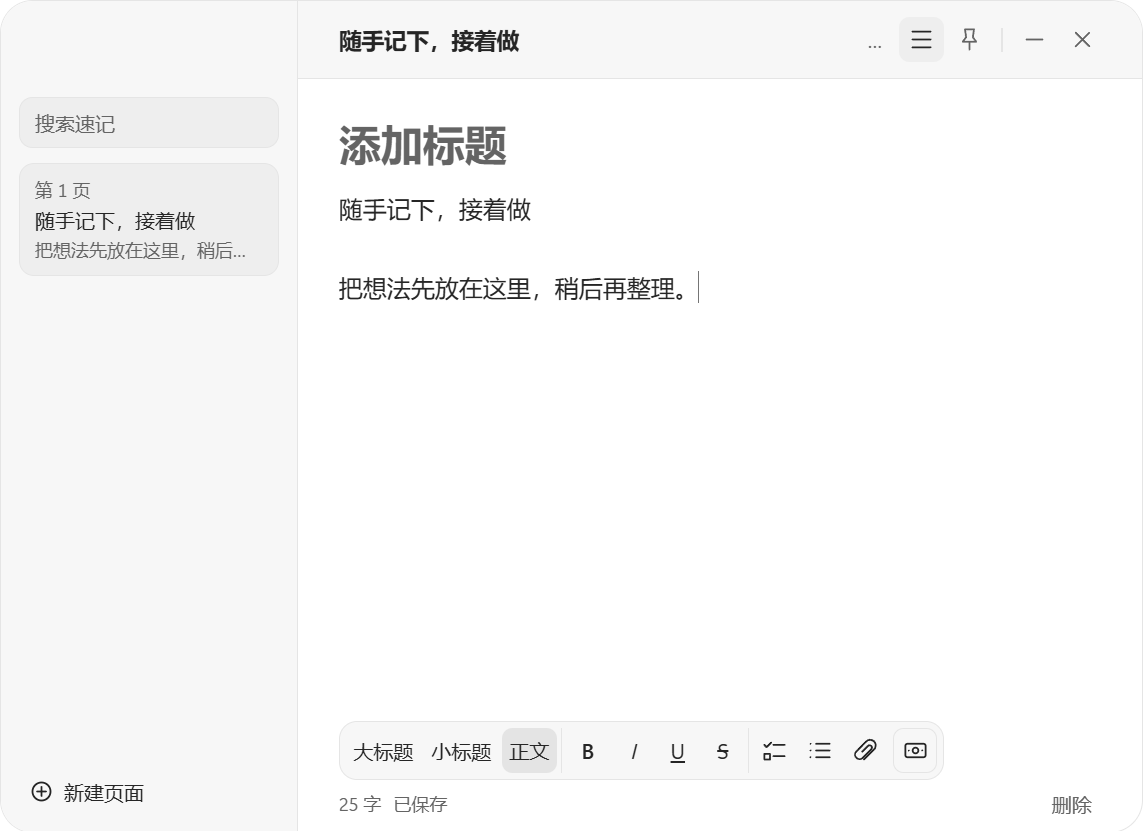 随手记下，接着做
...
搜索速记
第 1 页
随手记下，接着做
把想法先放在这里，稍后...
添加标题
随手记下，接着做
把想法先放在这里，稍后再整理。
大标题 小标题 正文 B I U S
25 字 已保存
新建页面
删除